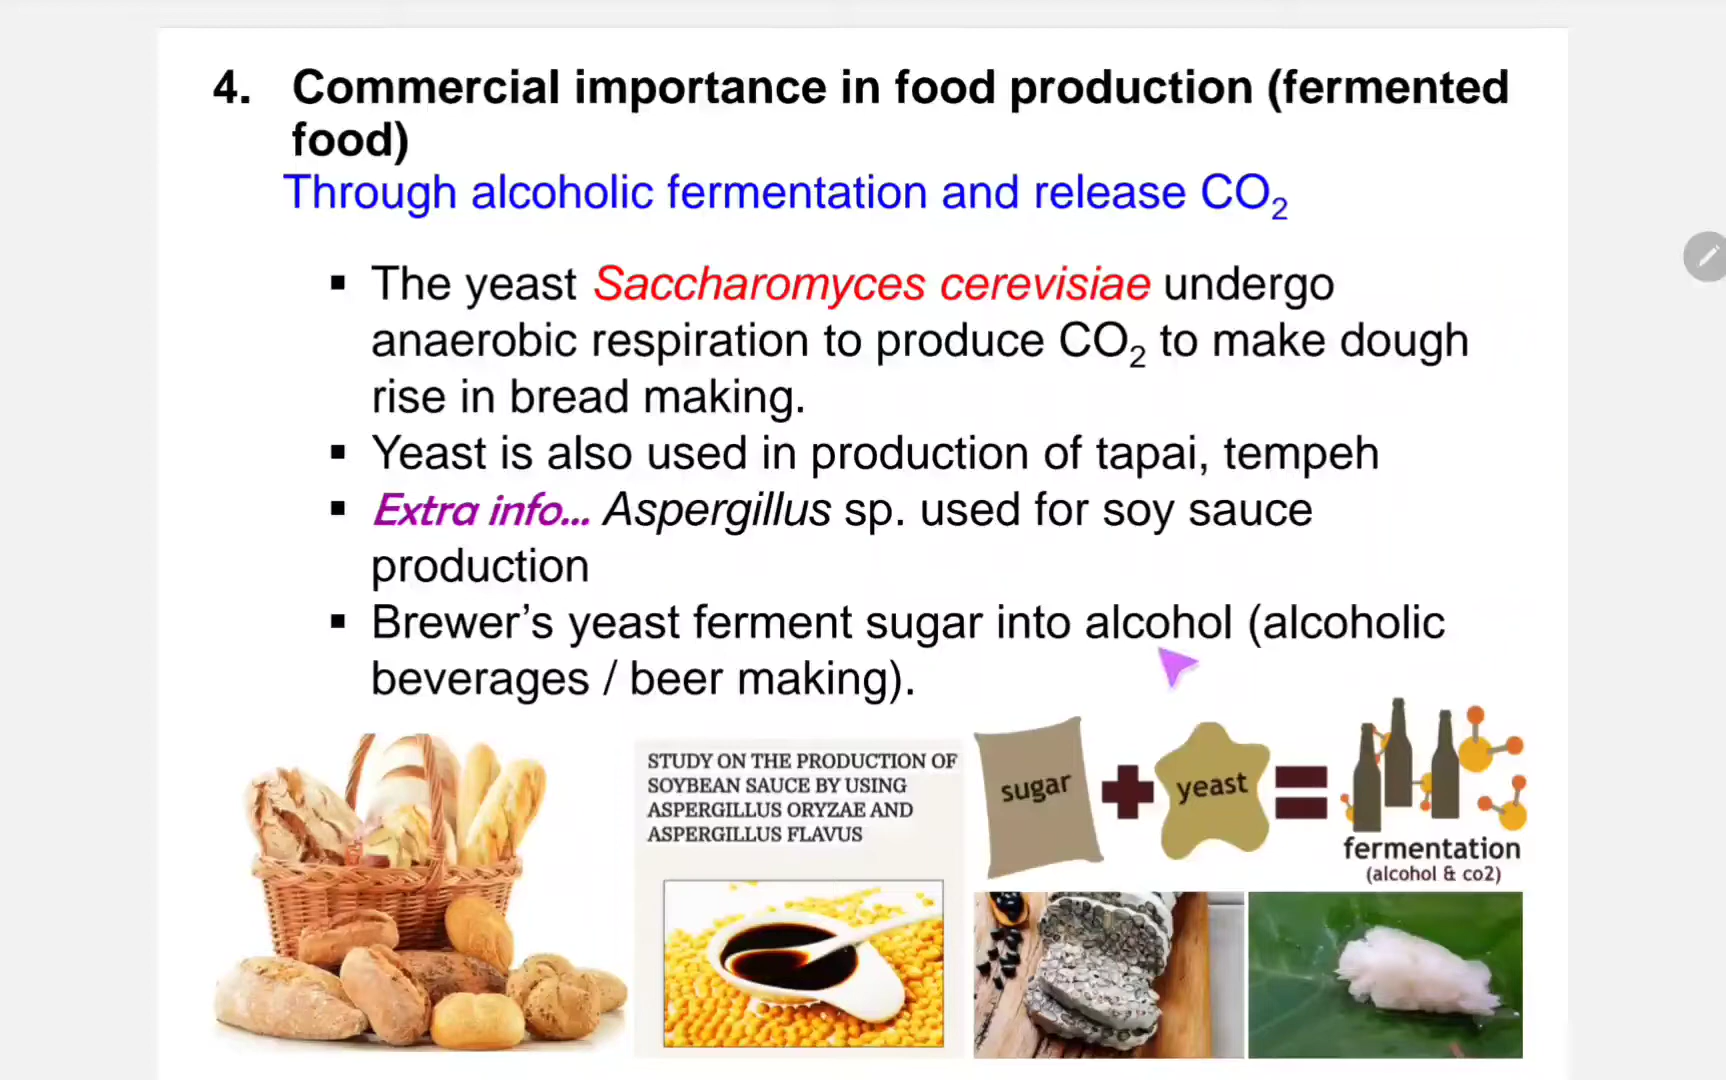 4. Commercial importance in food production (fermented
food)
Through alcoholic fermentation and release CO₂
▪ The yeast Saccharomyces cerevisiae undergo
anaerobic respiration to produce CO₂ to make dough
rise in bread making.
▪ Yeast is also used in production of tapai, tempeh
▪ Extra info... Aspergillus sp. used for soy sauce
production
▪ Brewer’s yeast ferment sugar into alcohol (alcoholic
beverages / beer making).
STUDY ON THE PRODUCTION OF
SOYBEAN SAUCE BY USING
ASPERGILLUS ORYZAE AND
ASPERGILLUS FLAVUS
sugar + yeast =
fermentation
(alcohol & co2)